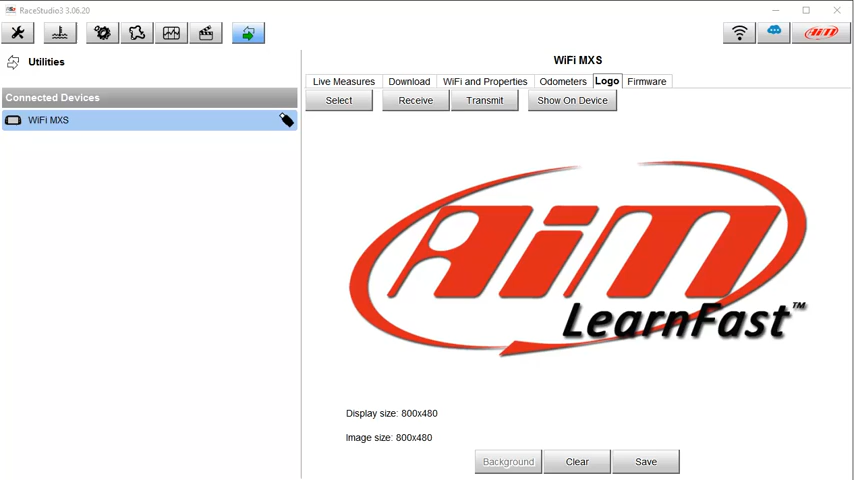 RaceStudio3 3.06.20
AiM
Utilities
WiFi MXS
Connected Devices
Live Measures Download WiFi and Properties Odometers Logo Firmware
Select Receive Transmit Show On Device
WiFi MXS
AiM
LearnFast™
Display size: 800x480
Image size: 800x480
Background Clear Save